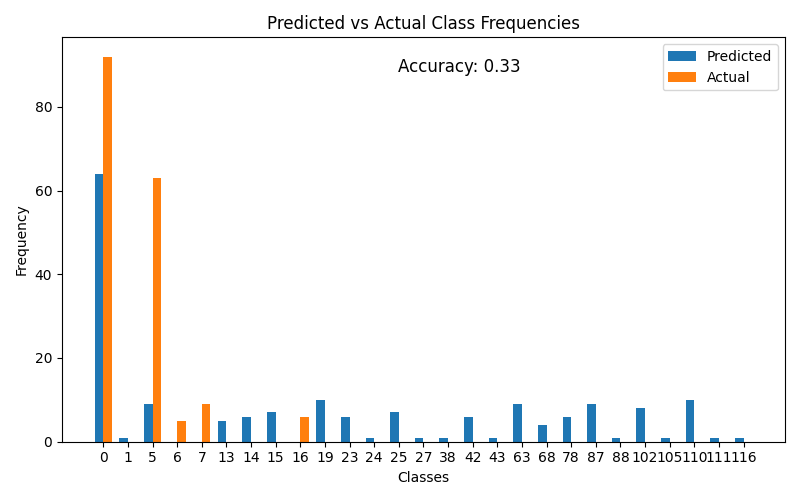 Predicted vs Actual Class Frequencies
Accuracy: 0.33
Predicted
Actual
Frequency
80
60
40
20
0
0 1 5 6 7 13 14 15 16 19 23 24 25 27 38 42 43 63 68 78 87 88 102 105 110 111 116
Classes